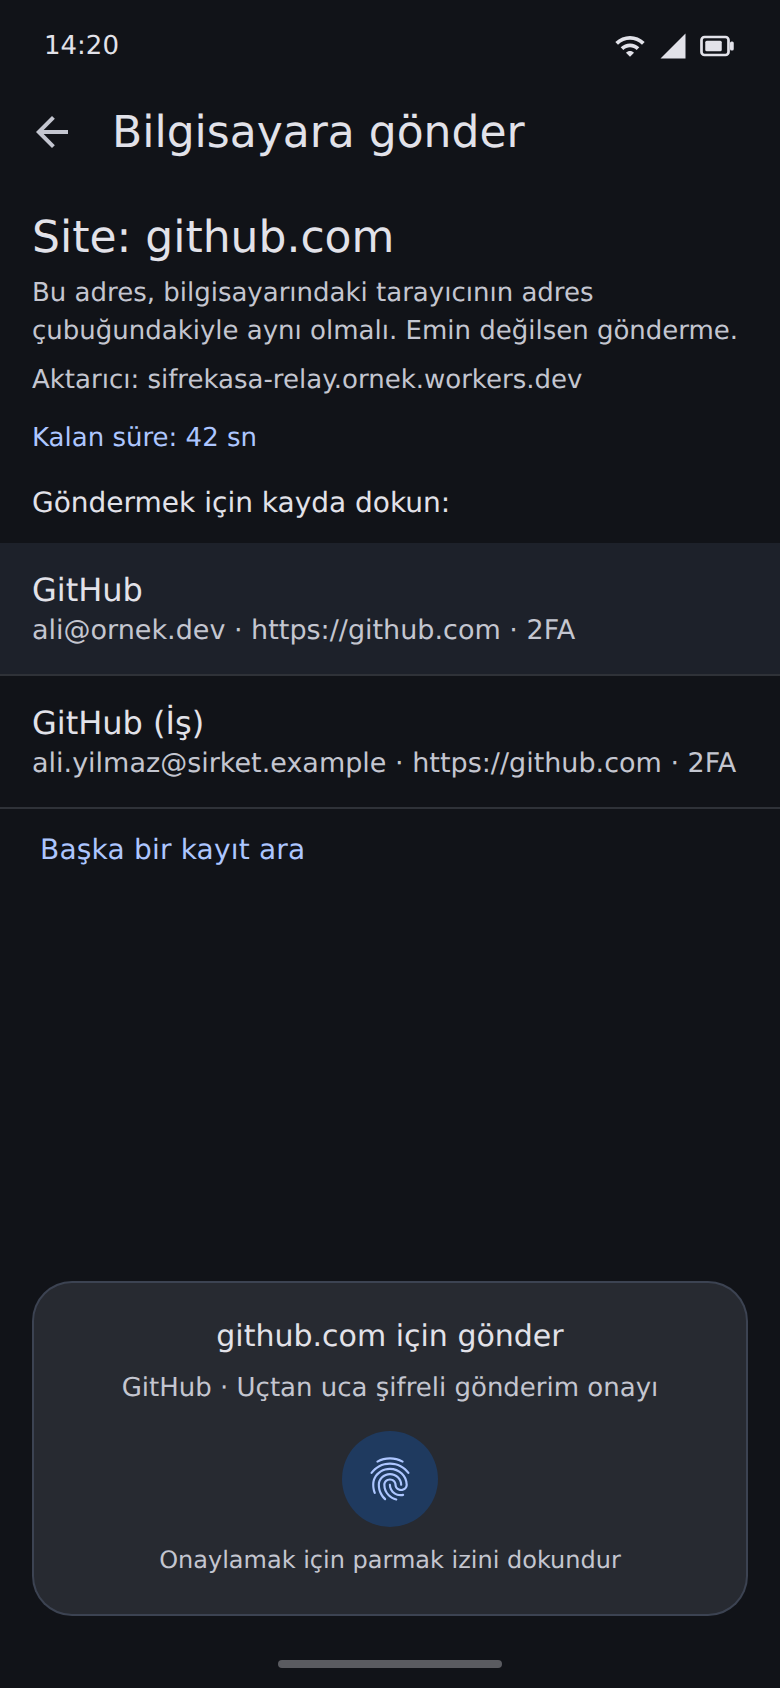 14:20
Bilgisayara gönder
Site: github.com
Bu adres, bilgisayarındaki tarayıcının adres
çubuğundakiyle aynı olmalı. Emin değilsen gönderme.
Aktarıcı: sifrekasa-relay.ornek.workers.dev
Kalan süre: 42 sn
Göndermek için kayda dokun:
GitHub
ali@ornek.dev · https://github.com · 2FA
GitHub (İş)
ali.yilmaz@sirket.example · https://github.com · 2FA
Başka bir kayıt ara
github.com için gönder
GitHub · Uçtan uca şifreli gönderim onayı
Onaylamak için parmak izini dokundur